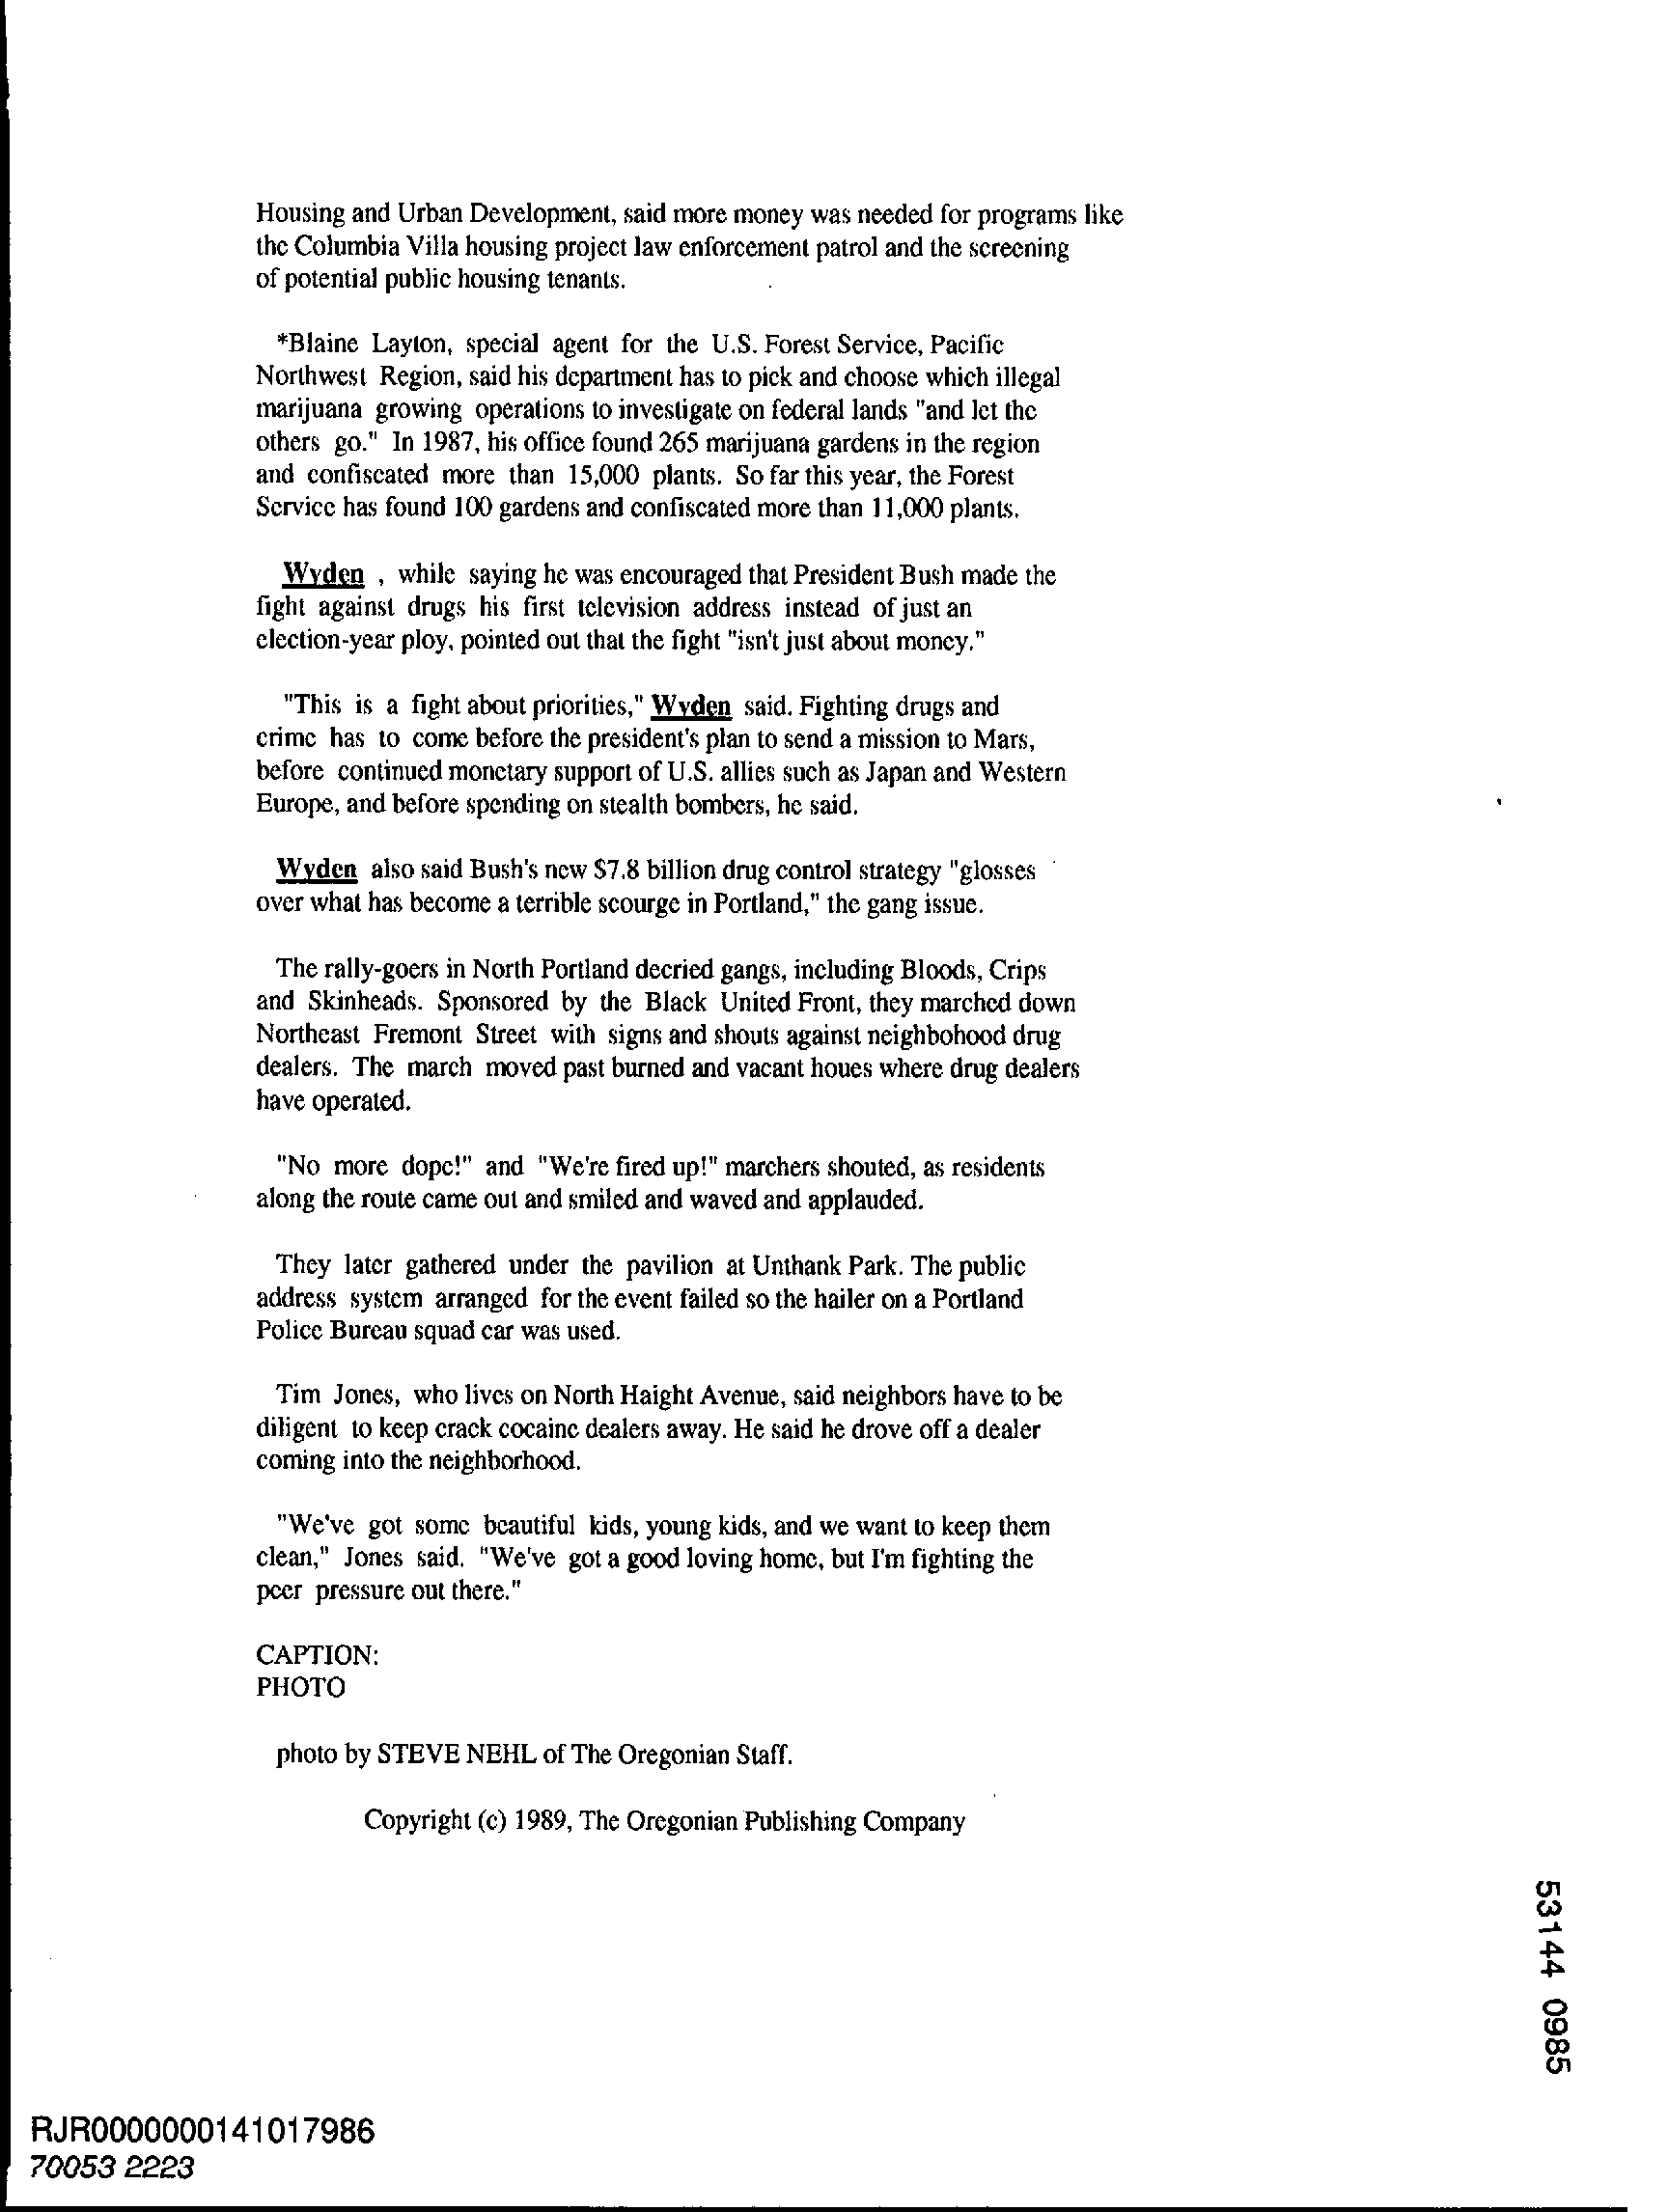 Housing and Urban Development, said more money was needed for programs like
the Columbia Villa housing project law enforcement patrol and the screening
of potential public housing tenants.
*Blaine Layton, special agent for the U.S. Forest Service, Pacific
Northwest Region, said his department has to pick and choose which illegal
marijuana growing operations to investigate on federal lands "and let the
others go." In 1987, his office found 265 marijuana gardens in the region
and confiscated more than 15,000 plants. So far this year, the Forest
Service has found 100 gardens and confiscated more than 11,000 plants.
Wyden , while saying he was encouraged that President Bush made the
fight against drugs his first television address instead of just an
election-year ploy, pointed out that the fight "isn't just about money."
"This is a fight about priorities," Wyden said. Fighting drugs and
crime has to come before the president's plan to send a mission to Mars,
before continued monetary support of U.S. allies such as Japan and Western
Europe, and before spending on stealth bombers, he said.
Wyden also said Bush's new $7.8 billion drug control strategy "glosses
over what has become a terrible scourge in Portland," the gang issue.
The rally-goers in North Portland decried gangs, including Bloods, Crips
and Skinheads. Sponsored by the Black United Front, they marched down
Northeast Fremont Street with signs and shouts against neighbohood drug
dealers. The march moved past burned and vacant houes where drug dealers
have operated.
"No more dope!" and "We're fired up!" marchers shouted, as residents
along the route came out and smiled and waved and applauded.
They later gathered under the pavilion at Unthank Park. The public
address system arranged for the event failed so the hailer on a Portland
Police Bureau squad car was used.
Tim Jones, who lives on North Haight Avenue, said neighbors have to be
diligent to keep crack cocaine dealers away. He said he drove off a dealer
coming into the neighborhood.
"We've got some beautiful kids, young kids, and we want to keep them
clean," Jones said. "We've got a good loving home, but I'm fighting the
peer pressure out there."
CAPTION:
PHOTO
photo by STEVE NEHL of The Oregonian Staff.
Copyright (c) 1989, The Oregonian Publishing Company
53144 0985
RJR0000000141017986
70053 2223